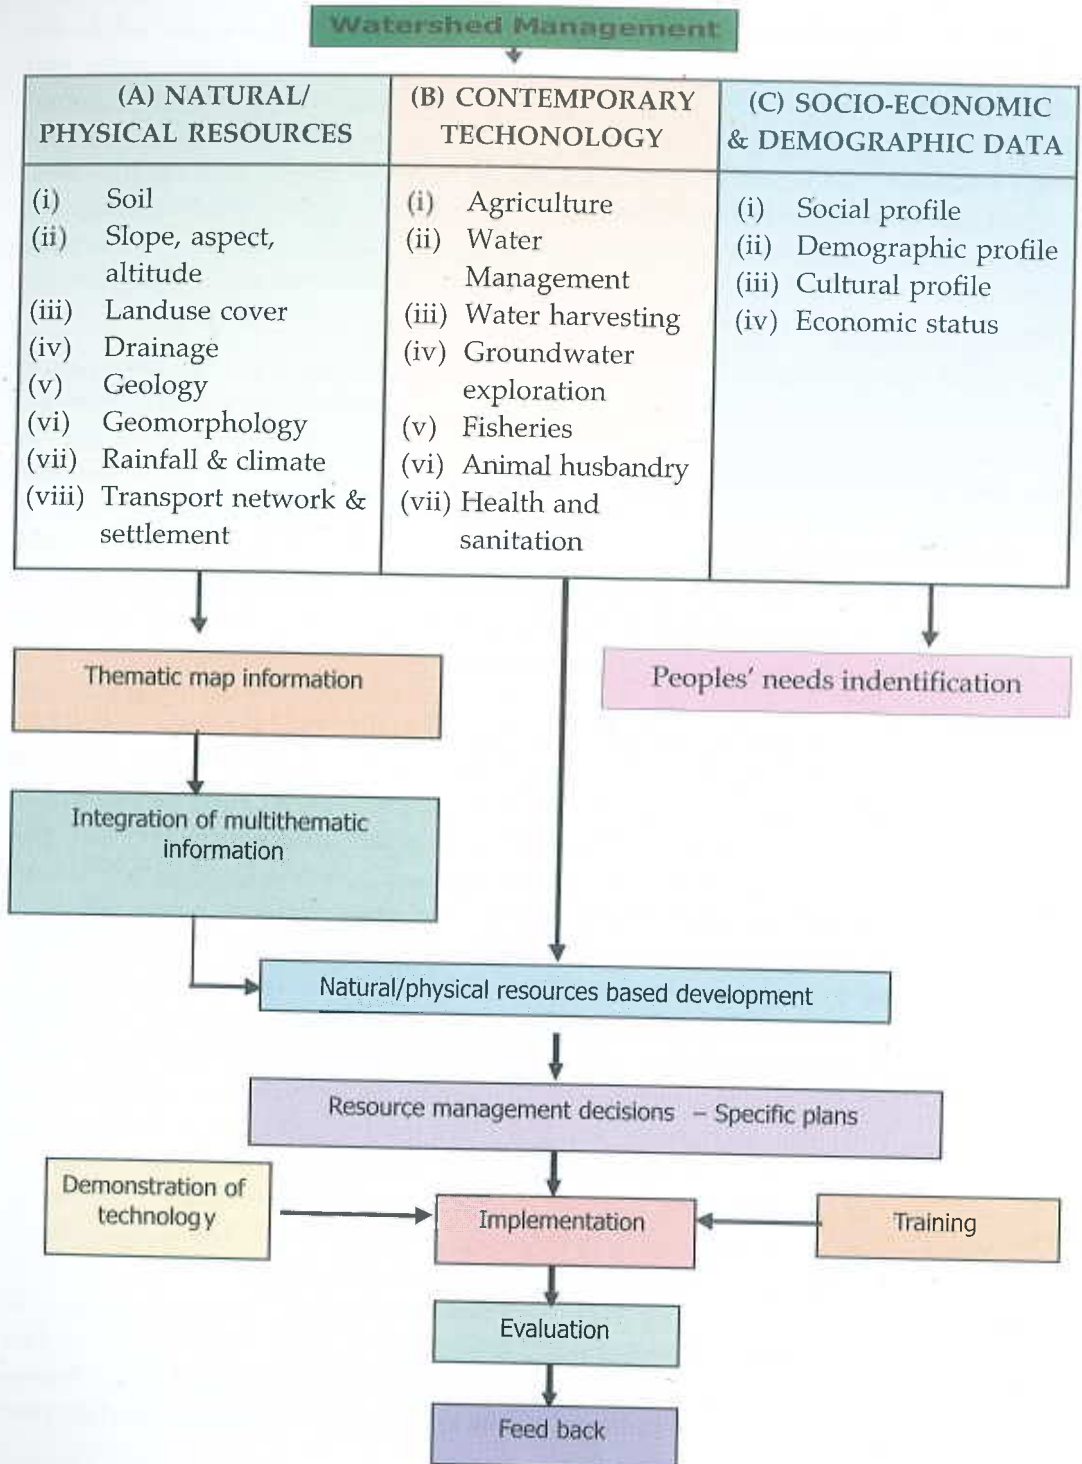 Watershed Management
(A) NATURAL/
PHYSICAL RESOURCES
(i) Soil
(ii) Slope, aspect,
altitude
(iii) Landuse cover
(iv) Drainage
(v) Geology
(vi) Geomorphology
(vii) Rainfall & climate
(viii) Transport network &
settlement
(B) CONTEMPORARY
TECHONOLOGY
(i) Agriculture
(ii) Water
Management
(iii) Water harvesting
(iv) Groundwater
exploration
(v) Fisheries
(vi) Animal husbandry
(vii) Health and
sanitation
(C) SOCIO-ECONOMIC
& DEMOGRAPHIC DATA
(i) Social profile
(ii) Demographic profile
(iii) Cultural profile
(iv) Economic status
Thematic map information
Peoples' needs indentification
Integration of multithematic
information
Natural/physical resources based development
Resource management decisions – Specific plans
Demonstration of
technology
Implementation
Training
Evaluation
Feed back